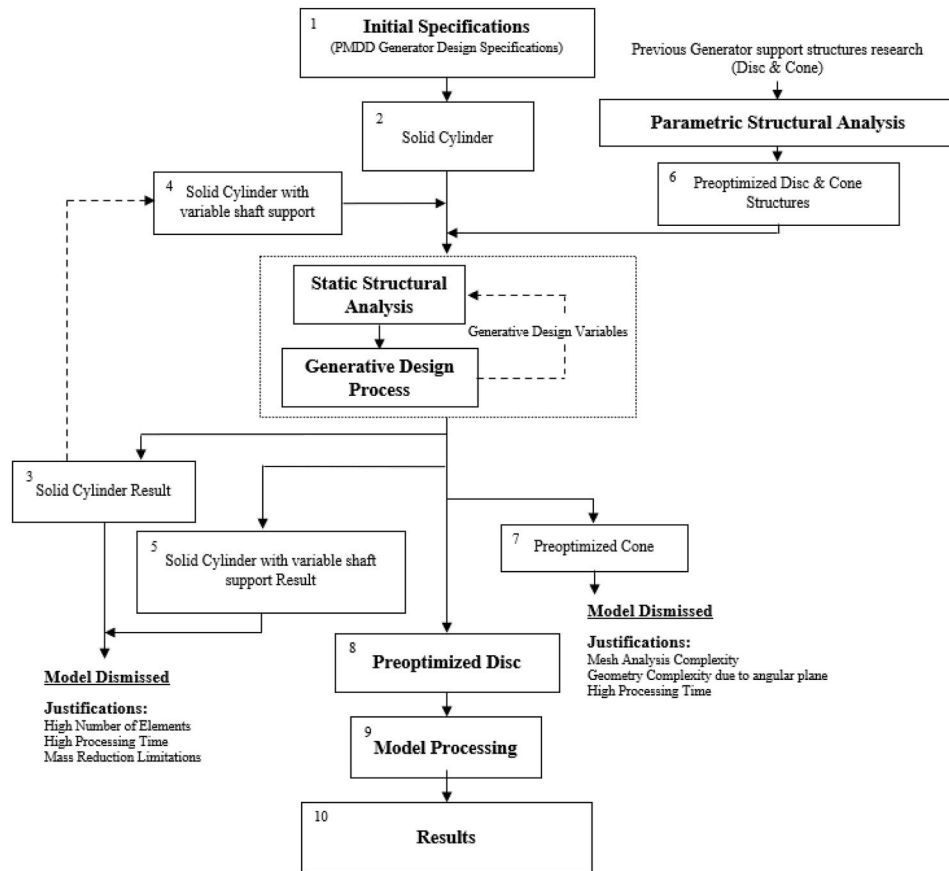 1
Initial Specifications
(PMDD Generator Design Specifications)
Previous Generator support structures research
(Disc & Cone)
2
Solid Cylinder
Parametric Structural Analysis
4
Solid Cylinder with
variable shaft support
6
Preoptimized Disc & Cone
Structures
Static Structural
Analysis
Generative Design Variables
Generative Design
Process
3
Solid Cylinder Result
5
Solid Cylinder with variable shaft
support Result
7
Preoptimized Cone
Model Dismissed
Justifications:
Mesh Analysis Complexity
Geometry Complexity due to angular plane
High Processing Time
8
Preoptimized Disc
Model Dismissed
Justifications:
High Number of Elements
High Processing Time
Mass Reduction Limitations
9
Model Processing
10
Results